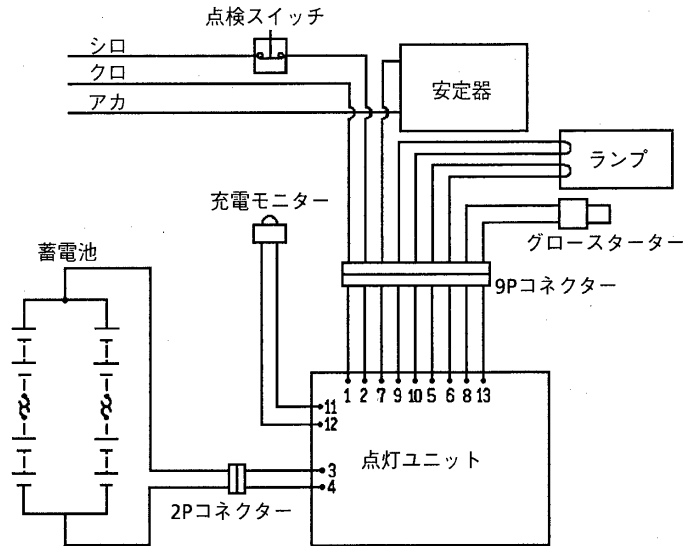 点検スイッチ
シロ
クロ
アカ
安定器
ランプ
充電モニター
グロースターター
蓄電池
9Pコネクター
1 2 7 9 10 5 6 8 13
11
12
点灯ユニット
3
4
2Pコネクター